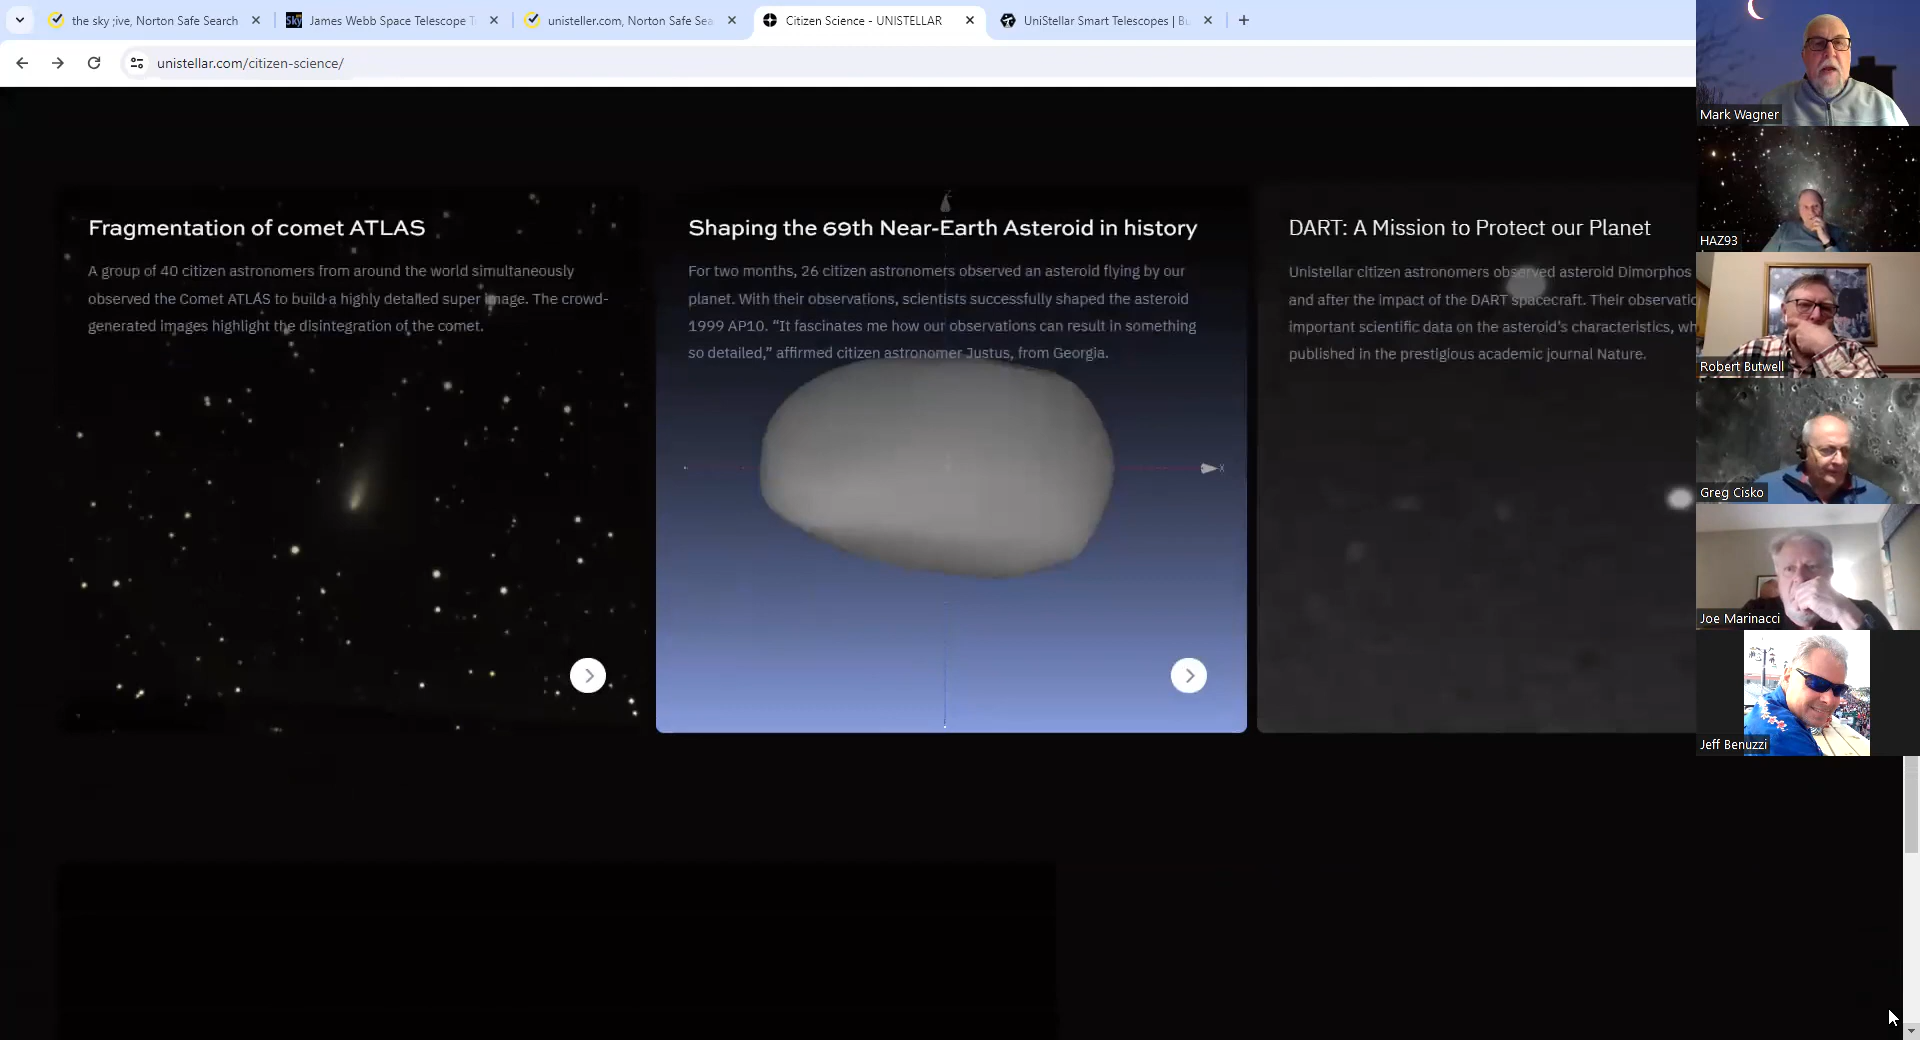 the sky ;ive, Norton Safe Search
James Webb Space Telescope T
unisteller.com, Norton Safe Sea
Citizen Science - UNISTELLAR
UniStellar Smart Telescopes | Bu
unistellar.com/citizen-science/
Fragmentation of comet ATLAS
A group of 40 citizen astronomers from around the world simultaneously
observed the Comet ATLAS to build a highly detailed super image. The crowd-
generated images highlight the disintegration of the comet.
Shaping the 69th Near-Earth Asteroid in history
For two months, 26 citizen astronomers observed an asteroid flying by our
planet. With their observations, scientists successfully shaped the asteroid
1999 AP10. “It fascinates me how our observations can result in something
so detailed,” affirmed citizen astronomer Justus, from Georgia.
X
DART: A Mission to Protect our Planet
Unistellar citizen astronomers observed asteroid Dimorphos
and after the impact of the DART spacecraft. Their observatio
important scientific data on the asteroid’s characteristics, wh
published in the prestigious academic journal Nature.
Mark Wagner
HAZ93
Robert Butwell
Greg Cisko
Joe Marinacci
Jeff Benuzzi